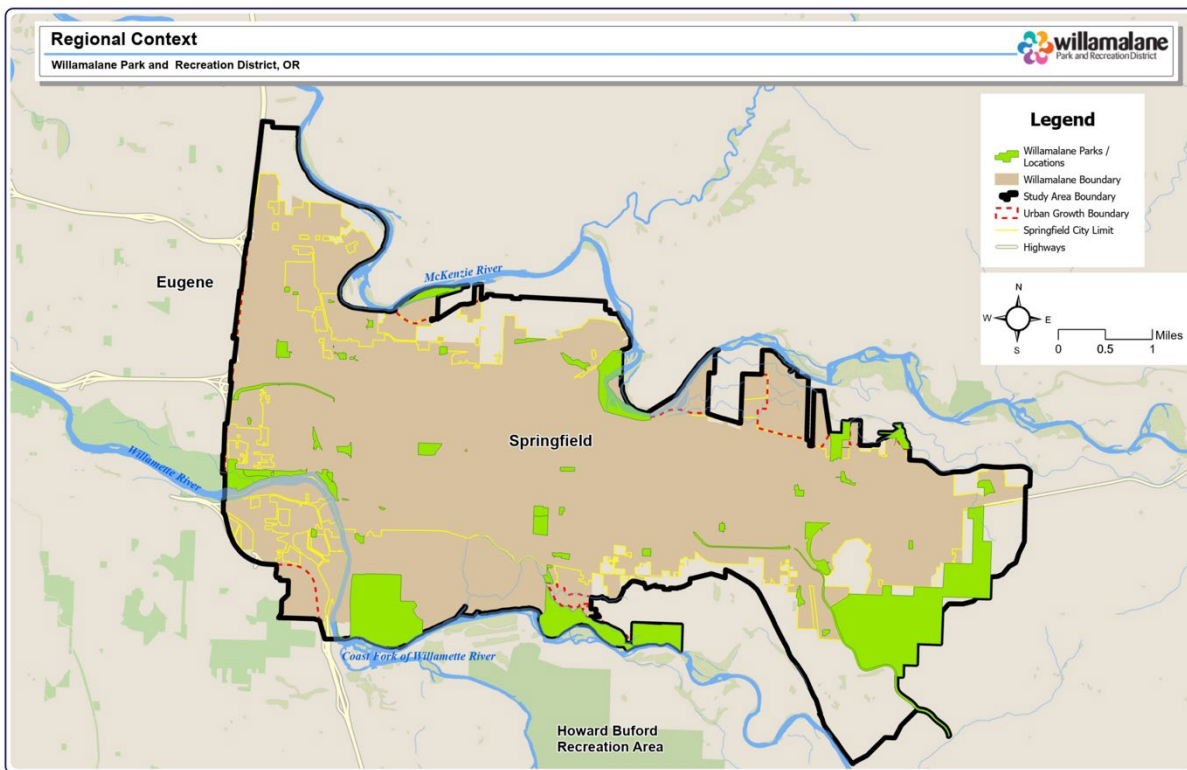 Regional Context
Willamalane Park and  Recreation District, OR
willamalane
Park and Recreation District
Legend
Willamalane Parks /
Locations
Willamalane Boundary
Study Area Boundary
Urban Growth Boundary
Springfield City Limit
Highways
N
W
E
S
Miles
0
0.5
1
McKenzie River
Eugene
Springfield
Willamette River
Coast Fork of Willamette River
Howard Buford
Recreation Area